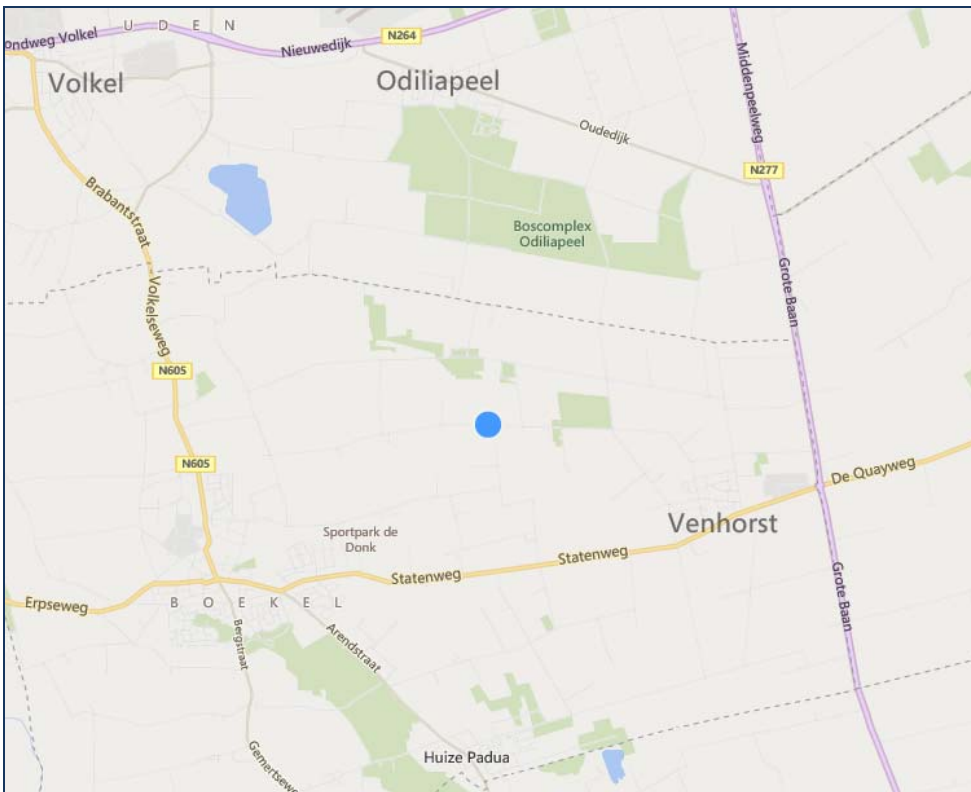 U D E N
ondweg Volkel
Nieuwedijk
N264
Volkel
Odiliapeel
Middenpeelweg
Oudedijk
N277
Brabantstraat
Boscomplex
Odiliapeel
Volkelseweg
Grote Baan
N605
N605
De Quayweg
Venhorst
Sportpark de
Donk
Statenweg
Statenweg
Erpseweg
B O E K E L
Bergstraat
Arendstraat
Grote Baan
Gemertsew
Huize Padua